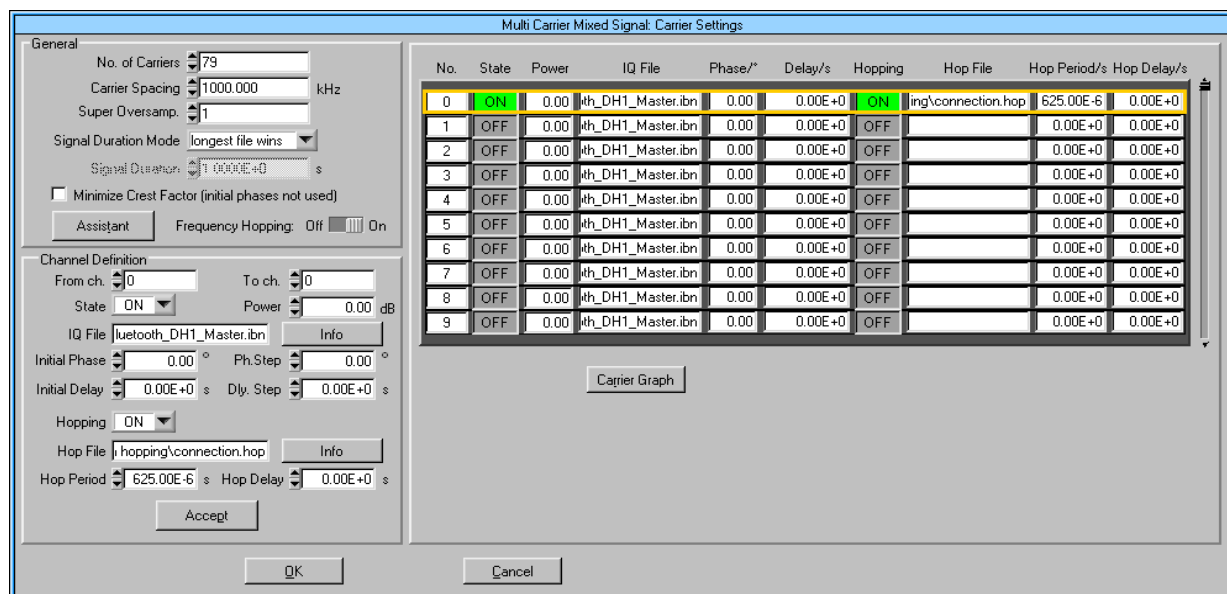 Multi Carrier Mixed Signal: Carrier Settings
General
No. of Carriers 79
Carrier Spacing 1000.000 kHz
Super Oversamp. 1
Signal Duration Mode longest file wins
Signal Duration 1.0000E+0 s
Minimize Crest Factor (initial phases not used)
Assistant Frequency Hopping: Off On
Channel Definition
From ch. 0 To ch. 0
State ON Power 0.00 dB
IQ File luetooth_DH1_Master.ibn Info
Initial Phase 0.00 ° Ph.Step 0.00 °
Initial Delay 0.00E+0 s Dly. Step 0.00E+0 s
Hopping ON
Hop File hopping\connection.hop Info
Hop Period 625.00E-6 s Hop Delay 0.00E+0 s
Accept
No. State Power IQ File Phase/° Delay/s Hopping Hop File Hop Period/s Hop Delay/s
0 ON 0.00 th_DH1_Master.ibn 0.00 0.00E+0 ON ing\connection.hop 625.00E-6 0.00E+0
1 OFF 0.00 th_DH1_Master.ibn 0.00 0.00E+0 OFF 0.00E+0 0.00E+0
2 OFF 0.00 th_DH1_Master.ibn 0.00 0.00E+0 OFF 0.00E+0 0.00E+0
3 OFF 0.00 th_DH1_Master.ibn 0.00 0.00E+0 OFF 0.00E+0 0.00E+0
4 OFF 0.00 th_DH1_Master.ibn 0.00 0.00E+0 OFF 0.00E+0 0.00E+0
5 OFF 0.00 th_DH1_Master.ibn 0.00 0.00E+0 OFF 0.00E+0 0.00E+0
6 OFF 0.00 th_DH1_Master.ibn 0.00 0.00E+0 OFF 0.00E+0 0.00E+0
7 OFF 0.00 th_DH1_Master.ibn 0.00 0.00E+0 OFF 0.00E+0 0.00E+0
8 OFF 0.00 th_DH1_Master.ibn 0.00 0.00E+0 OFF 0.00E+0 0.00E+0
9 OFF 0.00 th_DH1_Master.ibn 0.00 0.00E+0 OFF 0.00E+0 0.00E+0
Carrier Graph
OK Cancel